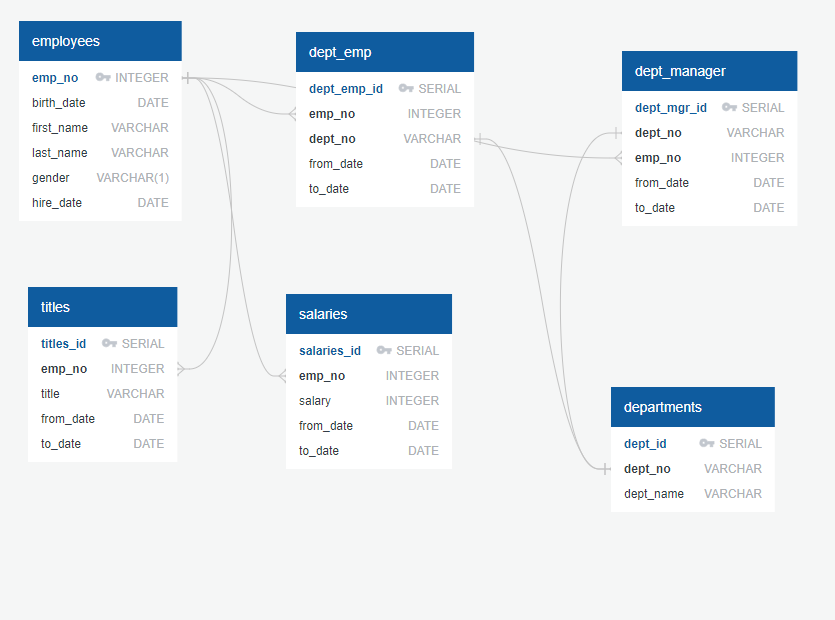 employees
emp_no INTEGER
birth_date DATE
first_name VARCHAR
last_name VARCHAR
gender VARCHAR(1)
hire_date DATE
dept_emp
dept_emp_id SERIAL
emp_no INTEGER
dept_no VARCHAR
from_date DATE
to_date DATE
dept_manager
dept_mgr_id SERIAL
dept_no VARCHAR
emp_no INTEGER
from_date DATE
to_date DATE
titles
titles_id SERIAL
emp_no INTEGER
title VARCHAR
from_date DATE
to_date DATE
salaries
salaries_id SERIAL
emp_no INTEGER
salary INTEGER
from_date DATE
to_date DATE
departments
dept_id SERIAL
dept_no VARCHAR
dept_name VARCHAR